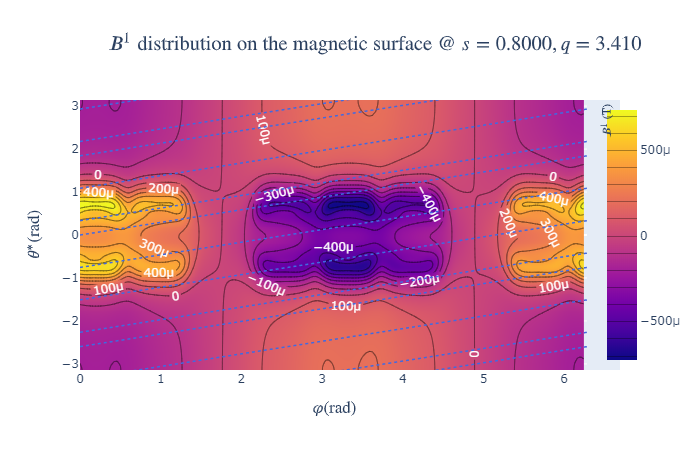 B¹ distribution on the magnetic surface @ s = 0.8000, q = 3.410
B¹ (T)
3
2
1
0
−1
−2
−3
θ*(rad)
100μ
0
400μ
200μ
−300μ
−400μ
0
400μ
200μ
300μ
300μ
400μ
−400μ
100μ
0
−100μ
−200μ
100μ
100μ
0
500μ
0
−500μ
0
1
2
3
4
5
6
φ(rad)